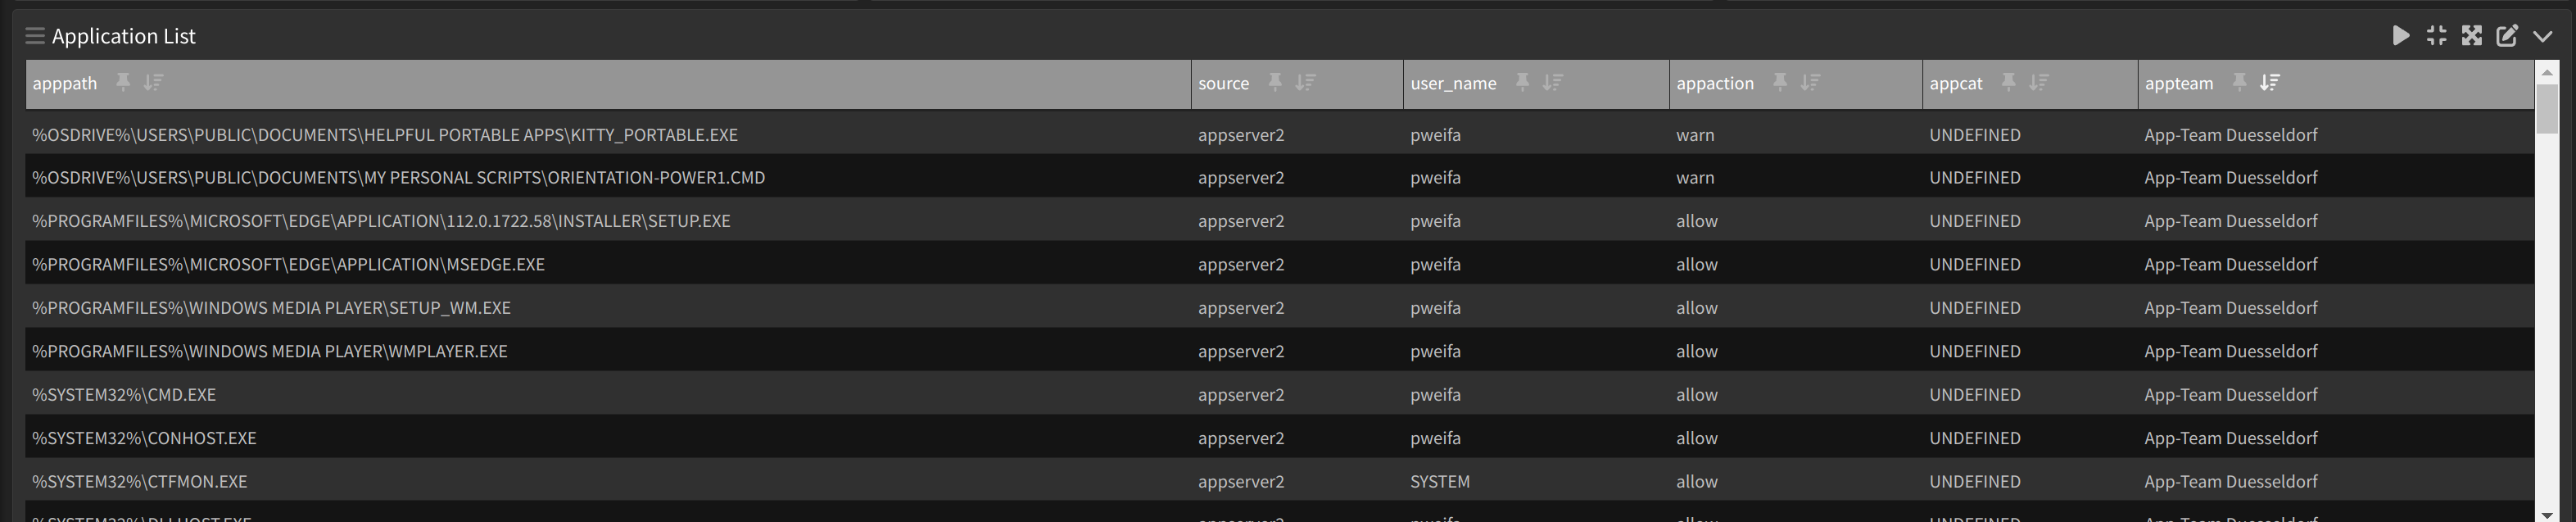 Application List
apppath source user_name appaction appcat appteam
%OSDRIVE%\USERS\PUBLIC\DOCUMENTS\HELPFUL PORTABLE APPS\KITTY_PORTABLE.EXE appserver2 pweifa warn UNDEFINED App-Team Duesseldorf
%OSDRIVE%\USERS\PUBLIC\DOCUMENTS\MY PERSONAL SCRIPTS\ORIENTATION-POWER1.CMD appserver2 pweifa warn UNDEFINED App-Team Duesseldorf
%PROGRAMFILES%\MICROSOFT\EDGE\APPLICATION\112.0.1722.58\INSTALLER\SETUP.EXE appserver2 pweifa allow UNDEFINED App-Team Duesseldorf
%PROGRAMFILES%\MICROSOFT\EDGE\APPLICATION\MSEDGE.EXE appserver2 pweifa allow UNDEFINED App-Team Duesseldorf
%PROGRAMFILES%\WINDOWS MEDIA PLAYER\SETUP_WM.EXE appserver2 pweifa allow UNDEFINED App-Team Duesseldorf
%PROGRAMFILES%\WINDOWS MEDIA PLAYER\WMPLAYER.EXE appserver2 pweifa allow UNDEFINED App-Team Duesseldorf
%SYSTEM32%\CMD.EXE appserver2 pweifa allow UNDEFINED App-Team Duesseldorf
%SYSTEM32%\CONHOST.EXE appserver2 pweifa allow UNDEFINED App-Team Duesseldorf
%SYSTEM32%\CTFMON.EXE appserver2 SYSTEM allow UNDEFINED App-Team Duesseldorf